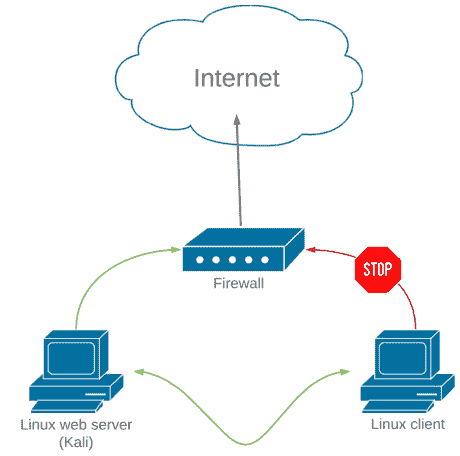 Internet
Firewall
STOP
Linux web server
(Kali)
Linux client